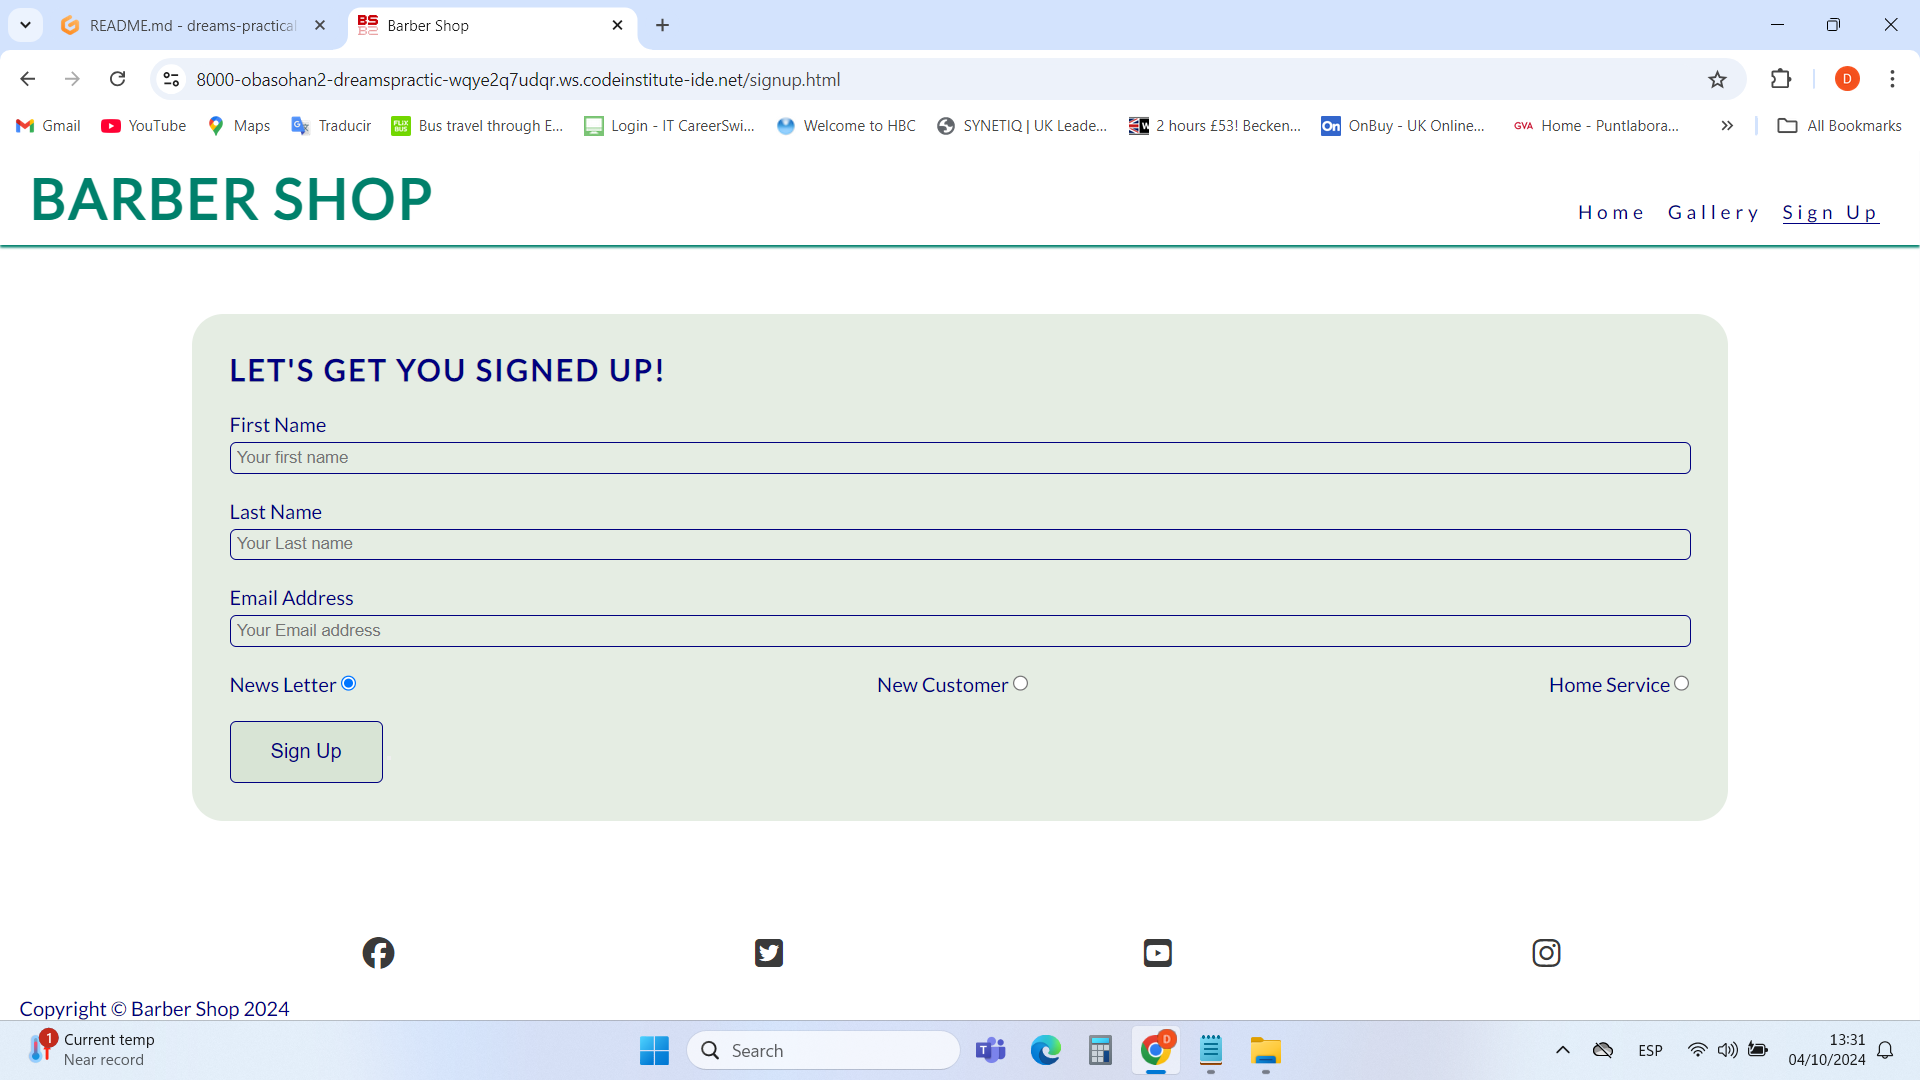 README.md - dreams-practical
BS Barber Shop
8000-obasohan2-dreamspractic-wqye2q7udqr.ws.codeinstitute-ide.net/signup.html
D
Gmail YouTube Maps Traducir Bus travel through E... Login - IT CareerSwi... Welcome to HBC SYNETIQ | UK Leade... 2 hours £53! Becken... OnBuy - UK Online... Home - Puntlabora... » All Bookmarks
BARBER SHOP
Home Gallery Sign Up
LET'S GET YOU SIGNED UP!
First Name
Your first name
Last Name
Your Last name
Email Address
Your Email address
News Letter New Customer Home Service
Sign Up
Copyright © Barber Shop 2024
1 Current temp
Near record
Search
D
ESP
13:31
04/10/2024